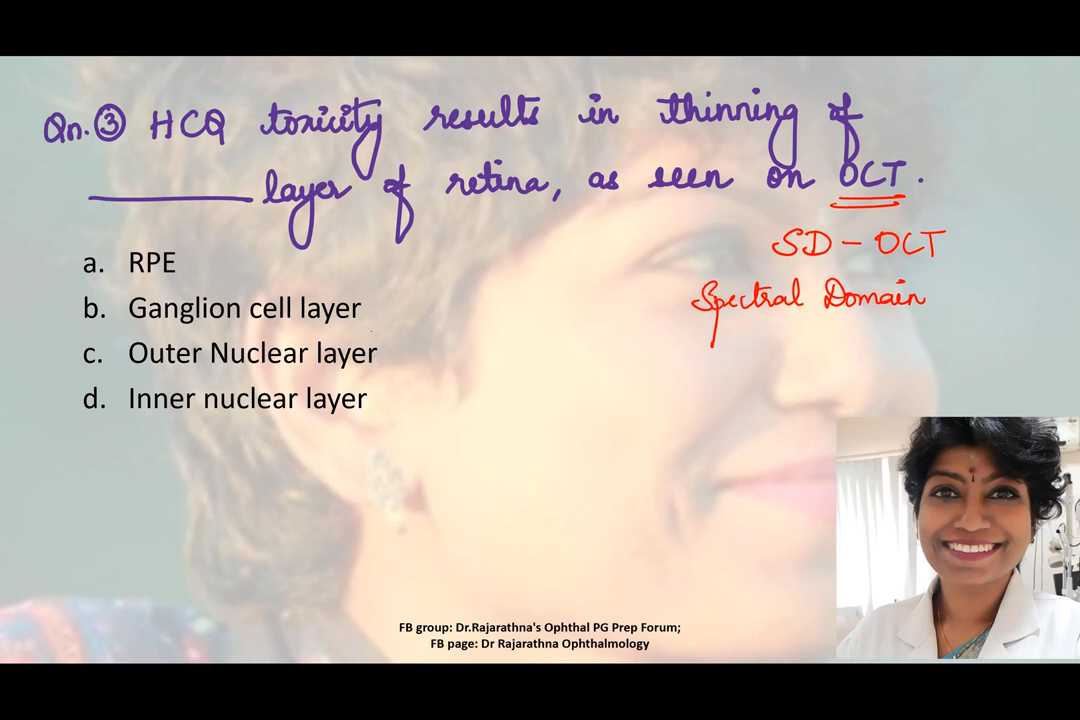 Qn. ③ HCQ toxicity results in thinning of
__________ layer of retina, as seen on OCT.
SD - OCT
Spectral Domain
a. RPE
b. Ganglion cell layer
c. Outer Nuclear layer
d. Inner nuclear layer
FB group: Dr.Rajarathna's Ophthal PG Prep Forum;
FB page: Dr Rajarathna Ophthalmology